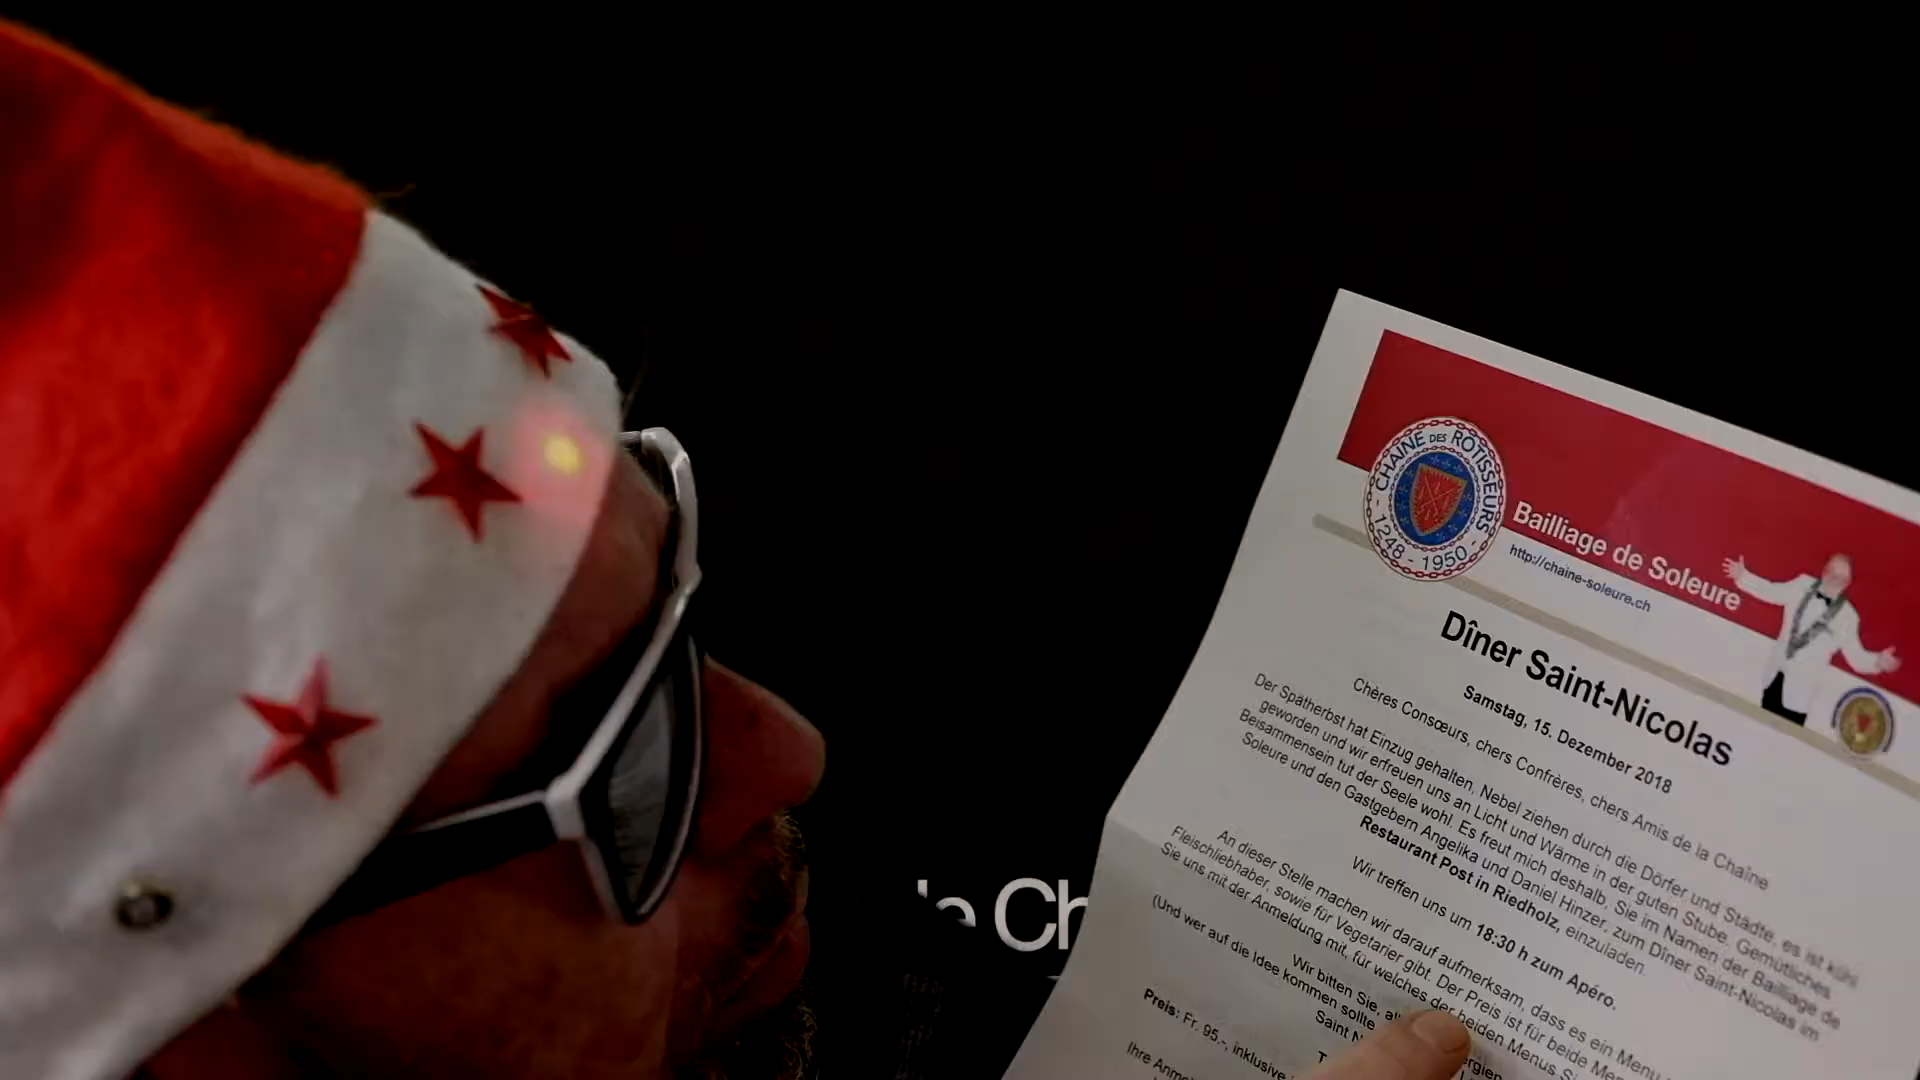 CHAINE DES ROTISSEURS
- 1248 - 1950 -
Bailliage de Soleure
http://chaine-soleure.ch
Dîner Saint-Nicolas
Samstag, 15. Dezember 2018
Chères Consœurs, chers Confrères, chers Amis de la Chaîne
Der Spätherbst hat Einzug gehalten, Nebel ziehen durch die Dörfer und Städte, es ist kühl
geworden und wir erfreuen uns an Licht und Wärme in der guten Stube. Gemütliches
Beisammensein tut der Seele wohl. Es freut mich deshalb, Sie im Namen der Bailliage de
Soleure und den Gastgebern Angelika und Daniel Hinzer, zum Dîner Saint-Nicolas im
Restaurant Post in Riedholz, einzuladen.
Wir treffen uns um 18:30 h zum Apéro.
An dieser Stelle machen wir darauf aufmerksam, dass es ein Menu
Fleischliebhaber, sowie für Vegetarier gibt. Der Preis ist für beide
Sie uns mit der Anmeldung mit, für welches der beiden Menus
(Und wer auf die Idee kommen sollte
Wir bitten Sie,
Saint
Preis: Fr. 95.-, inklusive
Ihre
Ch